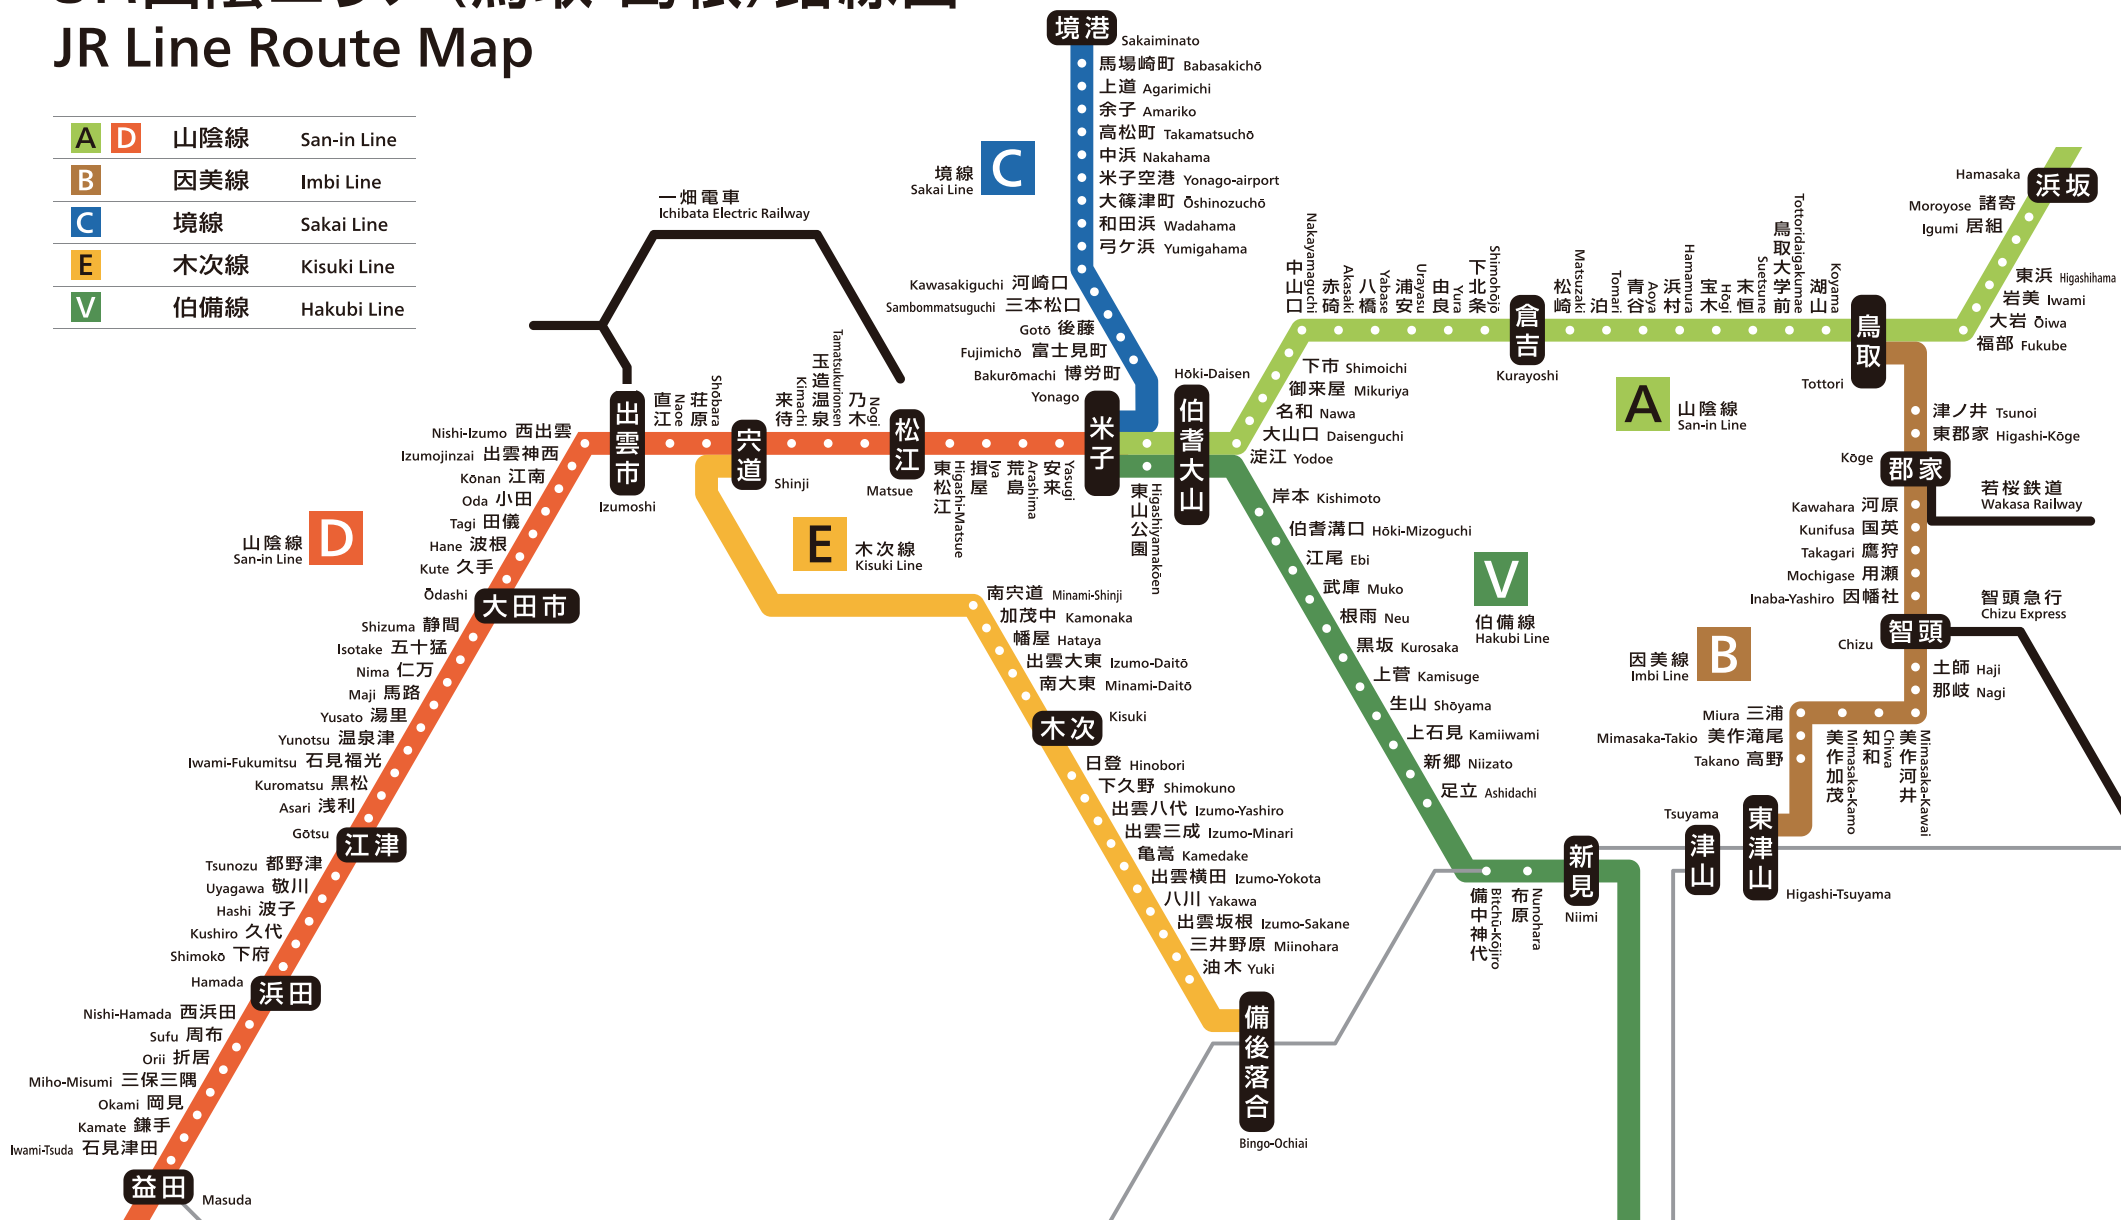 JR山陰エリア(鳥取・島根)路線図
JR Line Route Map
A D 山陰線 San-in Line
B 因美線 Imbi Line
C 境線 Sakai Line
E 木次線 Kisuki Line
V 伯備線 Hakubi Line
一畑電車
Ichibata Electric Railway
境港 Sakaiminato
馬場崎町 Babasakichō
上道 Agarimichi
余子 Amariko
高松町 Takamatsuchō
中浜 Nakahama
米子空港 Yonago-airport
大篠津町 Ōshinozuchō
和田浜 Wadahama
弓ケ浜 Yumigahama
境線
Sakai Line
C
Kawasakiguchi 河崎口
Sambommatsuguchi 三本松口
Gotō 後藤
Fujimichō 富士見町
Bakurōmachi 博労町
Yonago
米子
Hōki-Daisen
伯耆大山
東山公園 Higashiyamakōen
Hamasaka 浜坂
Moroyose 諸寄
Igumi 居組
東浜 Higashihama
岩美 Iwami
大岩 Ōiwa
福部 Fukube
鳥取
Tottori
湖山 Koyama
鳥取大学前 Tottoridaigakumae
末恒 Suetsune
宝木 Hōgi
浜村 Hamamura
青谷 Aoya
泊 Tomari
松崎 Matsuzaki
倉吉
Kurayoshi
下北条 Shimohōjō
由良 Yura
浦安 Urayasu
八橋 Yabase
赤碕 Akasaki
中山口 Nakayamaguchi
下市 Shimoichi
御来屋 Mikuriya
名和 Nawa
大山口 Daisenguchi
淀江 Yodoe
A
山陰線
San-in Line
津ノ井 Tsunoi
東郡家 Higashi-Kōge
Kōge 郡家
若桜鉄道
Wakasa Railway
Kawahara 河原
Kunifusa 国英
Takagari 鷹狩
Mochigase 用瀬
Inaba-Yashiro 因幡社
智頭急行
Chizu Express
Chizu 智頭
土師 Haji
那岐 Nagi
美作河井 Mimasaka-Kawai
知和 Chiwa
美作加茂 Mimasaka-Kamo
Miura 三浦
Mimasaka-Takio 美作滝尾
Takano 高野
因美線
Imbi Line
B
東津山
Higashi-Tsuyama
Tsuyama
津山
岸本 Kishimoto
伯耆溝口 Hōki-Mizoguchi
江尾 Ebi
武庫 Muko
根雨 Neu
黒坂 Kurosaka
上菅 Kamisuge
生山 Shōyama
上石見 Kamiiwami
新郷 Niizato
足立 Ashidachi
備中神代 Bitchū-Kōjiro
布原 Nunohara
新見
Niimi
V
伯備線
Hakubi Line
Yasugi 安来
Arashima 荒島
Iya 揖屋
Higashi-Matsue 東松江
松江
Matsue
乃木 Nogi
玉造温泉 Tamatsukurionsen
来待 Kimachi
宍道
Shinji
荘原 Shōbara
直江 Naoe
出雲市
Izumoshi
Nishi-Izumo 西出雲
Izumojinzai 出雲神西
Kōnan 江南
Oda 小田
Tagi 田儀
Hane 波根
Kute 久手
Ōdashi
大田市
Shizuma 静間
Isotake 五十猛
Nima 仁万
Maji 馬路
Yusato 湯里
Yunotsu 温泉津
Iwami-Fukumitsu 石見福光
Kuromatsu 黒松
Asari 浅利
Gōtsu
江津
Tsunozu 都野津
Uyagawa 敬川
Hashi 波子
Kushiro 久代
Shimokō 下府
Hamada
浜田
Nishi-Hamada 西浜田
Sufu 周布
Orii 折居
Miho-Misumi 三保三隅
Okami 岡見
Kamate 鎌手
Iwami-Tsuda 石見津田
益田
Masuda
山陰線
San-in Line
D
E
木次線
Kisuki Line
南宍道 Minami-Shinji
加茂中 Kamonaka
幡屋 Hataya
出雲大東 Izumo-Daitō
南大東 Minami-Daitō
木次 Kisuki
日登 Hinobori
下久野 Shimokuno
出雲八代 Izumo-Yashiro
出雲三成 Izumo-Minari
亀嵩 Kamedake
出雲横田 Izumo-Yokota
八川 Yakawa
出雲坂根 Izumo-Sakane
三井野原 Miinohara
油木 Yuki
備後落合
Bingo-Ochiai